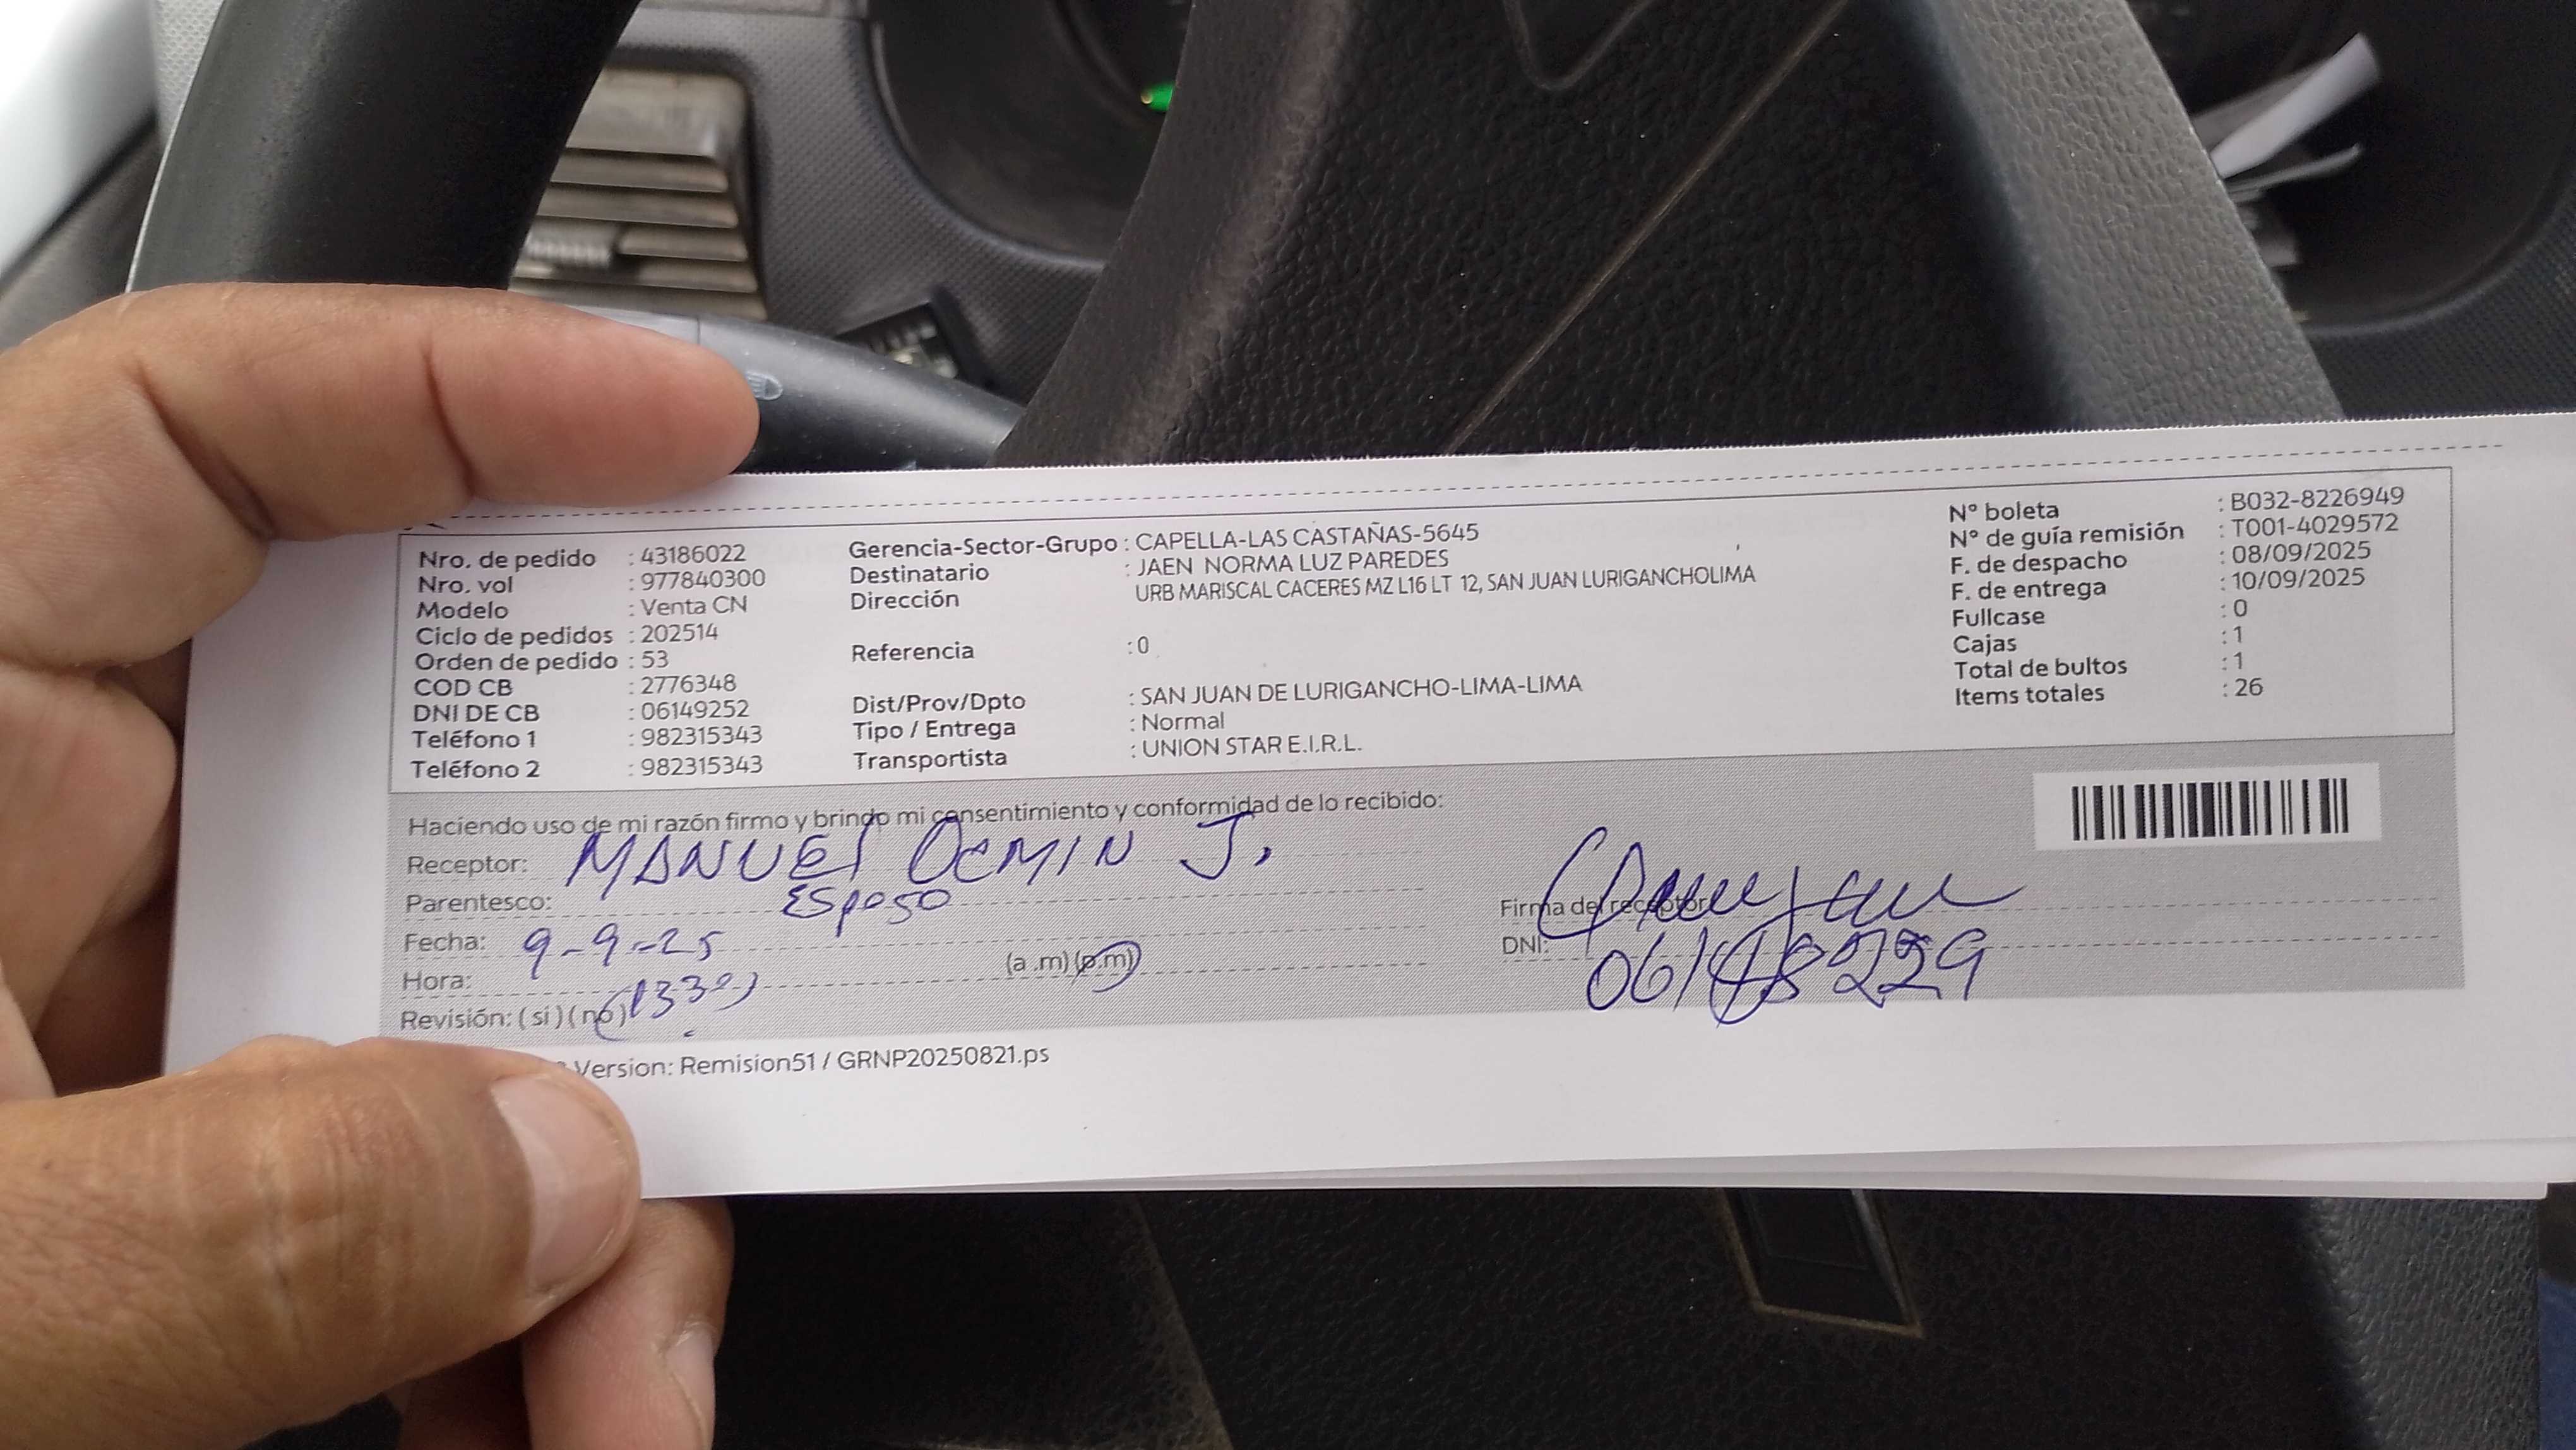 Nro. de pedido : 43186022
Nro. vol : 977840300
Modelo : Venta CN
Ciclo de pedidos : 202514
Orden de pedido : 53
COD CB : 2776348
DNI DE CB : 06149252
Teléfono 1 : 982315343
Teléfono 2 : 982315343
Gerencia-Sector-Grupo : CAPELLA-LAS CASTAÑAS-5645
Destinatario : JAEN NORMA LUZ PAREDES
Dirección URB MARISCAL CACERES MZ L16 LT 12, SAN JUAN LURIGANCHOLIMA
Referencia : 0
Dist/Prov/Dpto : SAN JUAN DE LURIGANCHO-LIMA-LIMA
Tipo / Entrega : Normal
Transportista : UNION STAR E.I.R.L.
N° boleta : B032-8226949
N° de guía remisión : T001-4029572
F. de despacho : 08/09/2025
F. de entrega : 10/09/2025
Fullcase : 0
Cajas : 1
Total de bultos : 1
Items totales : 26
Haciendo uso de mi razón firmo y brindo mi consentimiento y conformidad de lo recibido:
Receptor: MANUEl OCMIN J.
Parentesco: ESPOSO
Fecha: 9-9-25
Hora: (a .m) (p.m)
Revisión: ( si ) ( no )
Firma del receptor
DNI:
Version: Remision51 / GRNP20250821.ps